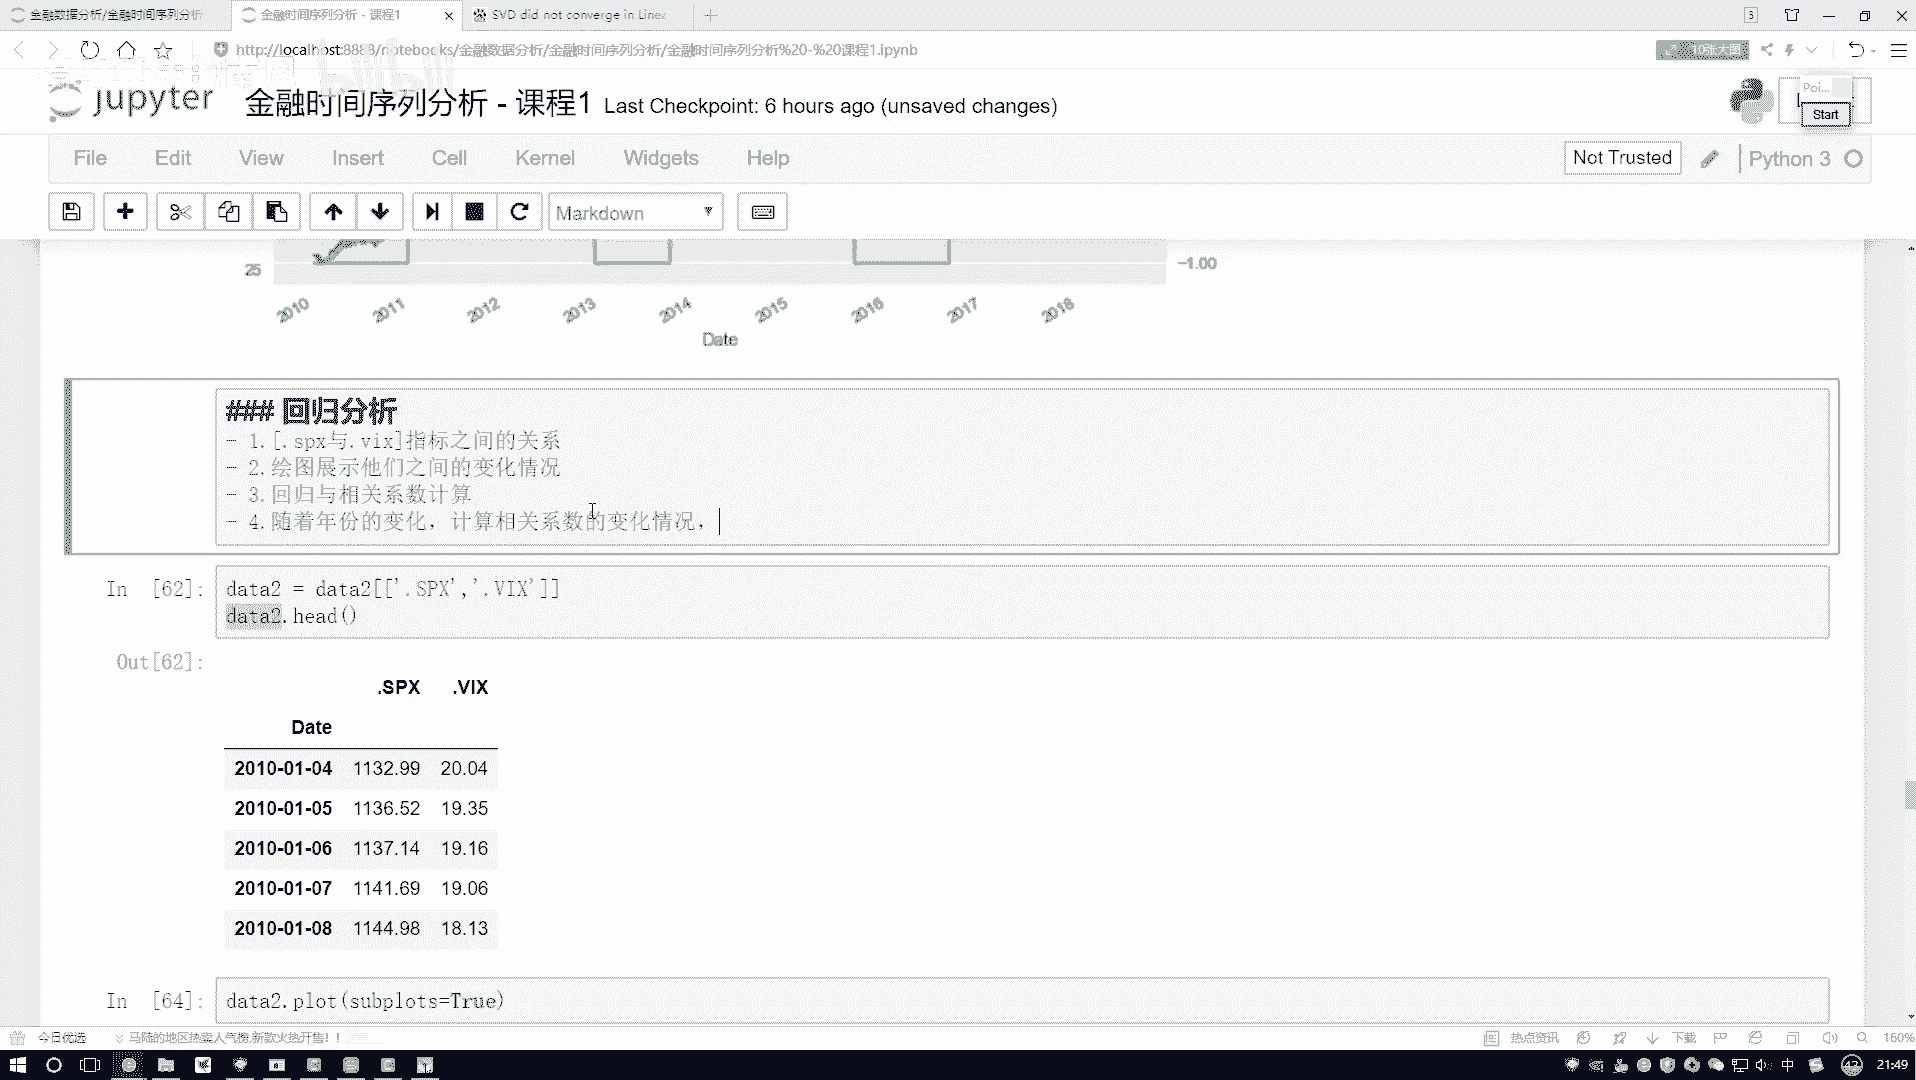 金融数据分析/金融时间序列分析
金融时间序列分析 - 课程1
SVD did not converge in Linea
3
http://localhost:8888/notebooks/金融数据分析/金融时间序列分析/金融时间序列分析%20-%20课程1.ipynb
10张大图
jupyter
金融时间序列分析 - 课程1
Last Checkpoint: 6 hours ago (unsaved changes)
Poi...
Start
File
Edit
View
Insert
Cell
Kernel
Widgets
Help
Not Trusted
Python 3
Markdown
25
-1.00
2010
2011
2012
2013
2014
2015
2016
2017
2018
Date
### 回归分析
- 1.[.spx与.vix]指标之间的关系
- 2.绘图展示他们之间的变化情况
- 3.回归与相关系数计算
- 4.随着年份的变化，计算相关系数的变化情况，
In [62]:
data2 = data2[['.SPX','.VIX']]
data2.head()
Out[62]:
.SPX .VIX
Date
2010-01-04 1132.99 20.04
2010-01-05 1136.52 19.35
2010-01-06 1137.14 19.16
2010-01-07 1141.69 19.06
2010-01-08 1144.98 18.13
In [64]:
data2.plot(subplots=True)
今日优选
马陆的地区热卖人气榜,新款火热开售！！
热点资讯
下载
160%
中
42
21:49